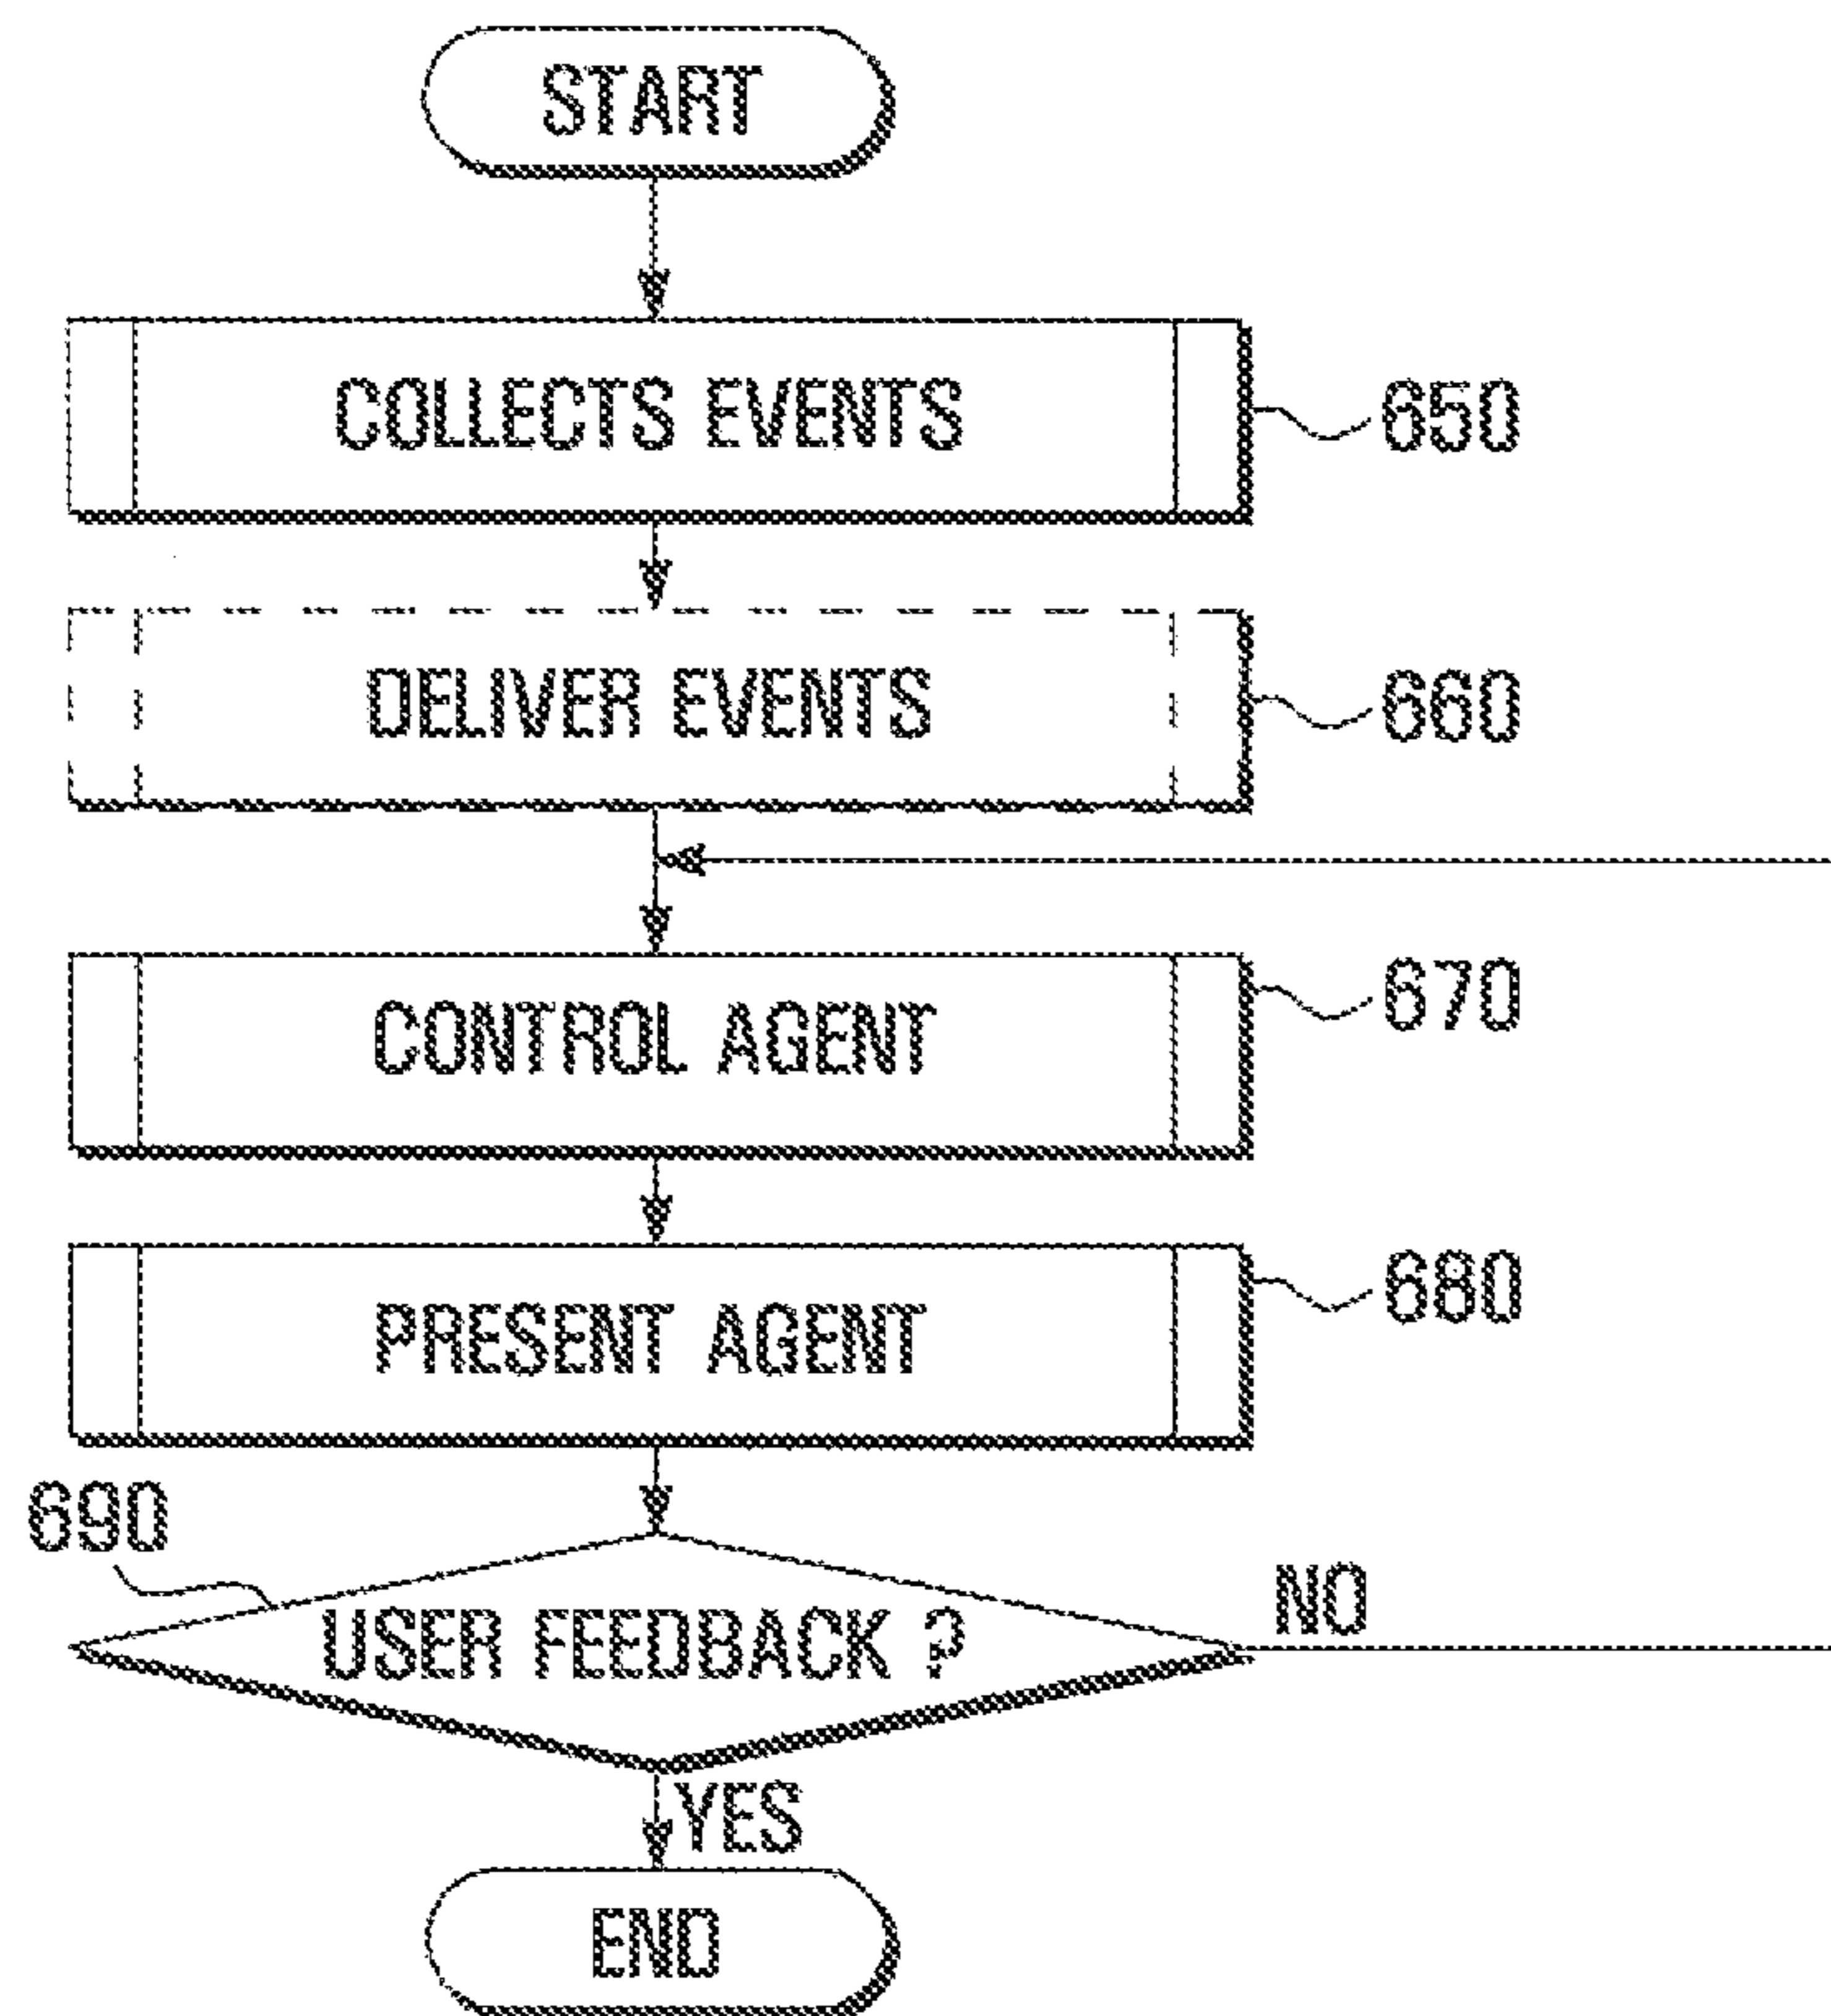 START
COLLECTS EVENTS
650
DELIVER EVENTS
660
CONTROL AGENT
670
PRESENT AGENT
680
690
USER FEEDBACK ?
NO
YES
END